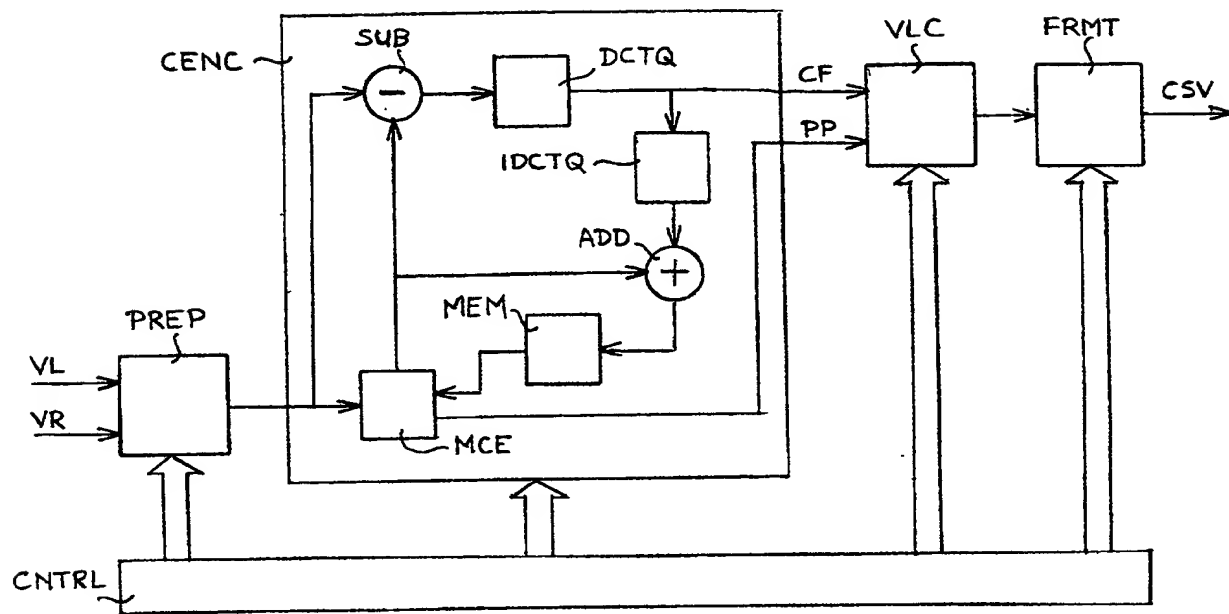 SUB
VLC
FRMT
CENC
DCTQ
CF
CSV
−
PP
IDCTQ
ADD
+
MEM
PREP
VL
VR
MCE
CNTRL